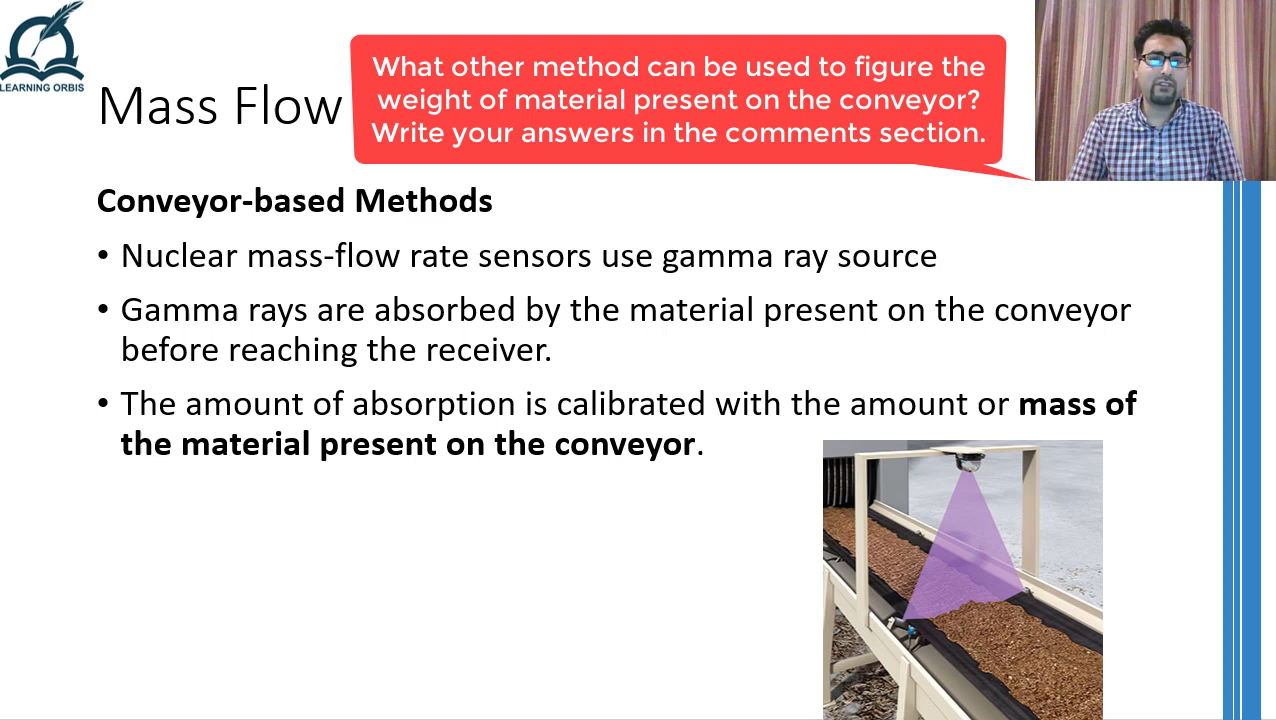 LEARNING ORBIS
What other method can be used to figure the
weight of material present on the conveyor?
Write your answers in the comments section.
Mass Flow
Conveyor-based Methods
• Nuclear mass-flow rate sensors use gamma ray source
• Gamma rays are absorbed by the material present on the conveyor
before reaching the receiver.
• The amount of absorption is calibrated with the amount or mass of
the material present on the conveyor.